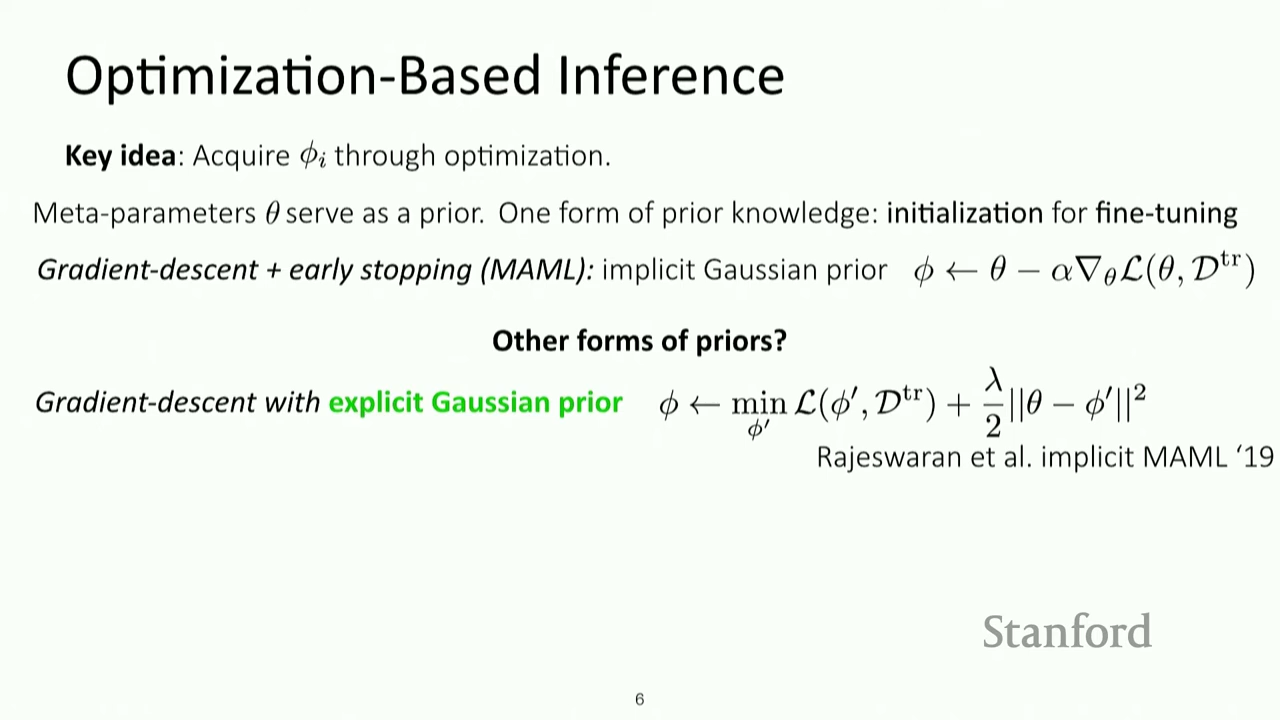 Optimization-Based Inference
Key idea: Acquire ϕᵢ through optimization.
Meta-parameters θ serve as a prior. One form of prior knowledge: initialization for fine-tuning
Gradient-descent + early stopping (MAML): implicit Gaussian prior ϕ ← θ − α∇_θ ℒ(θ, 𝒟^tr)
Other forms of priors?
Gradient-descent with explicit Gaussian prior ϕ ← min_ϕ′ ℒ(ϕ′, 𝒟^tr) + λ/2 ||θ − ϕ′||²
Rajeswaran et al. implicit MAML ‘19
Stanford
6